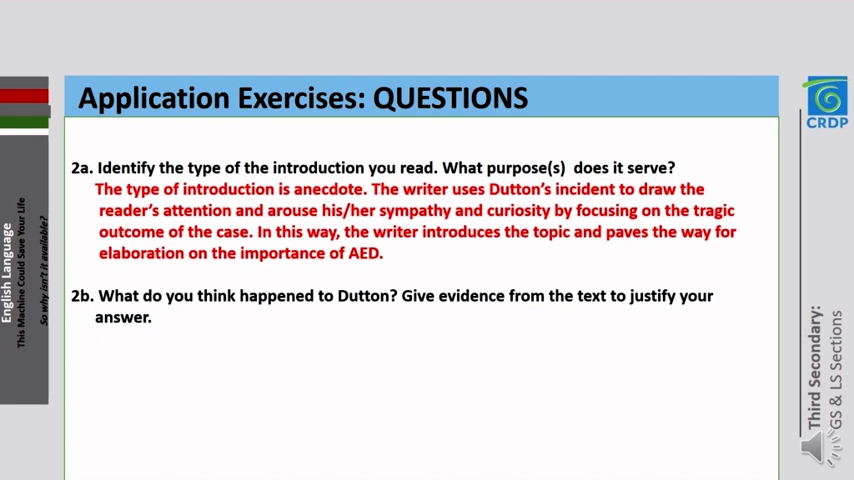 Application Exercises: QUESTIONS
CRDP
2a. Identify the type of the introduction you read. What purpose(s) does it serve?
The type of introduction is anecdote. The writer uses Dutton's incident to draw the
reader's attention and arouse his/her sympathy and curiosity by focusing on the tragic
outcome of the case. In this way, the writer introduces the topic and paves the way for
elaboration on the importance of AED.
2b. What do you think happened to Dutton? Give evidence from the text to justify your
answer.
English Language
This Machine Could Save Your Life
So why isn't it available?
Third Secondary:
GS & LS Sections